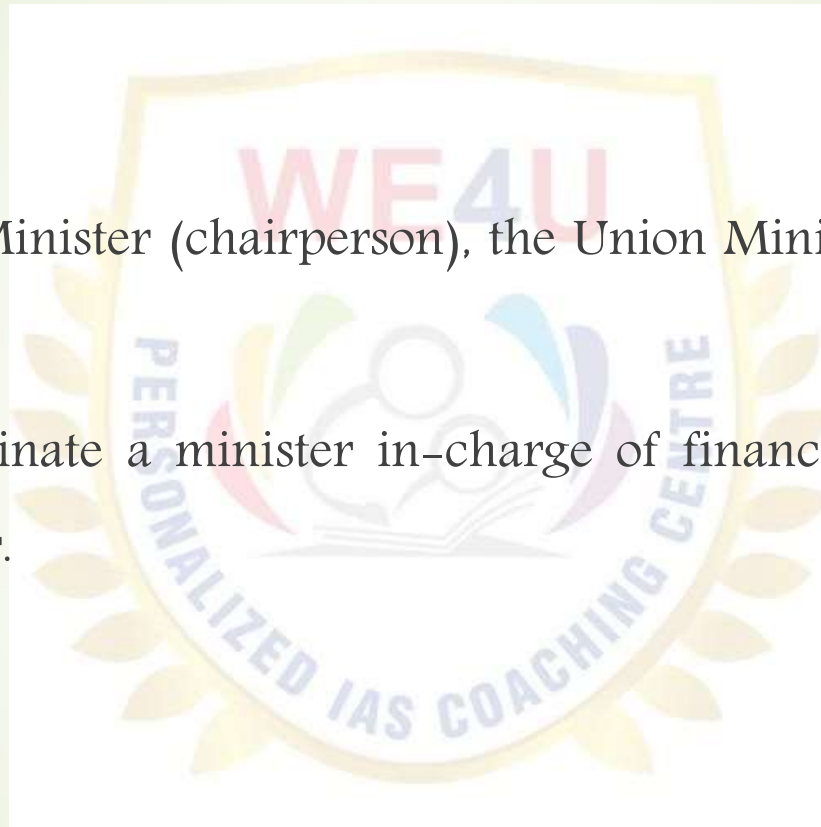 WE4U
Minister (chairperson), the Union Mini
inate a minister in-charge of financ
r.
PERSONALIZED IAS COACHING CENTRE